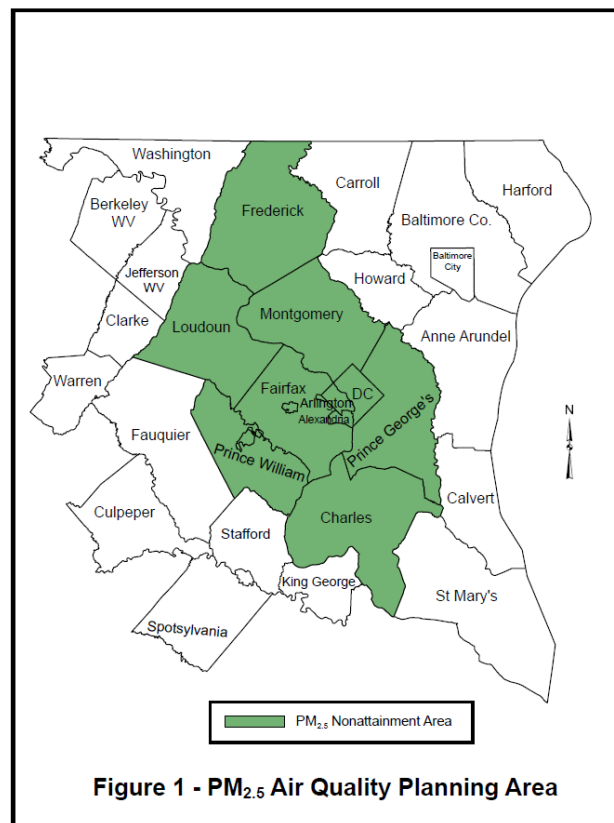 Washington
Carroll
Harford
Frederick
Berkeley
WV
Baltimore Co.
Baltimore
City
Jefferson
WV
Howard
Clarke
Loudoun
Montgomery
Anne Arundel
Warren
Fairfax
DC
Arlington
Alexandria
Prince George's
N
Fauquier
Prince William
Calvert
Culpeper
Charles
Stafford
King George
St Mary's
Spotsylvania
PM2.5 Nonattainment Area
Figure 1 - PM2.5 Air Quality Planning Area